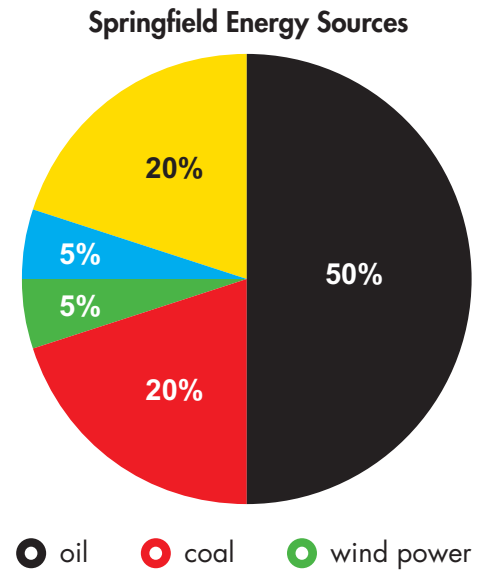 Springfield Energy Sources
20%
5%
50%
5%
20%
oil coal wind power